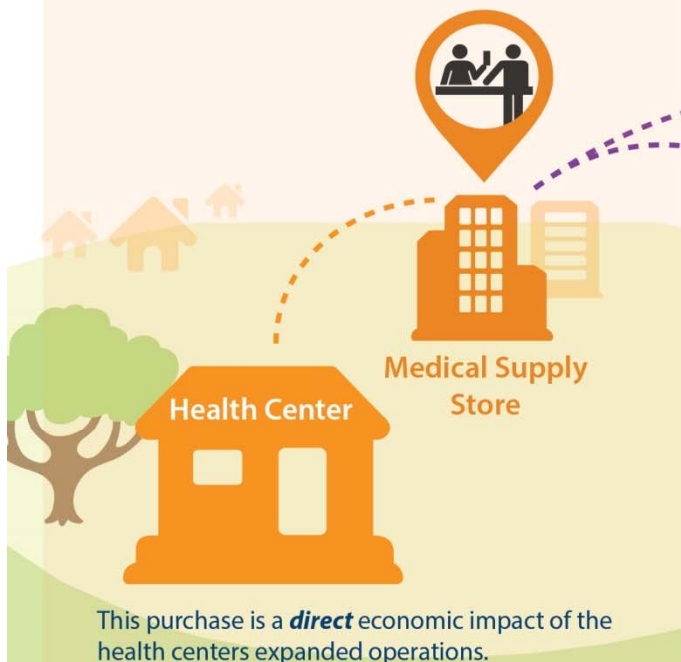 Medical Supply
Store
Health Center
This purchase is a direct economic impact of the
health centers expanded operations.